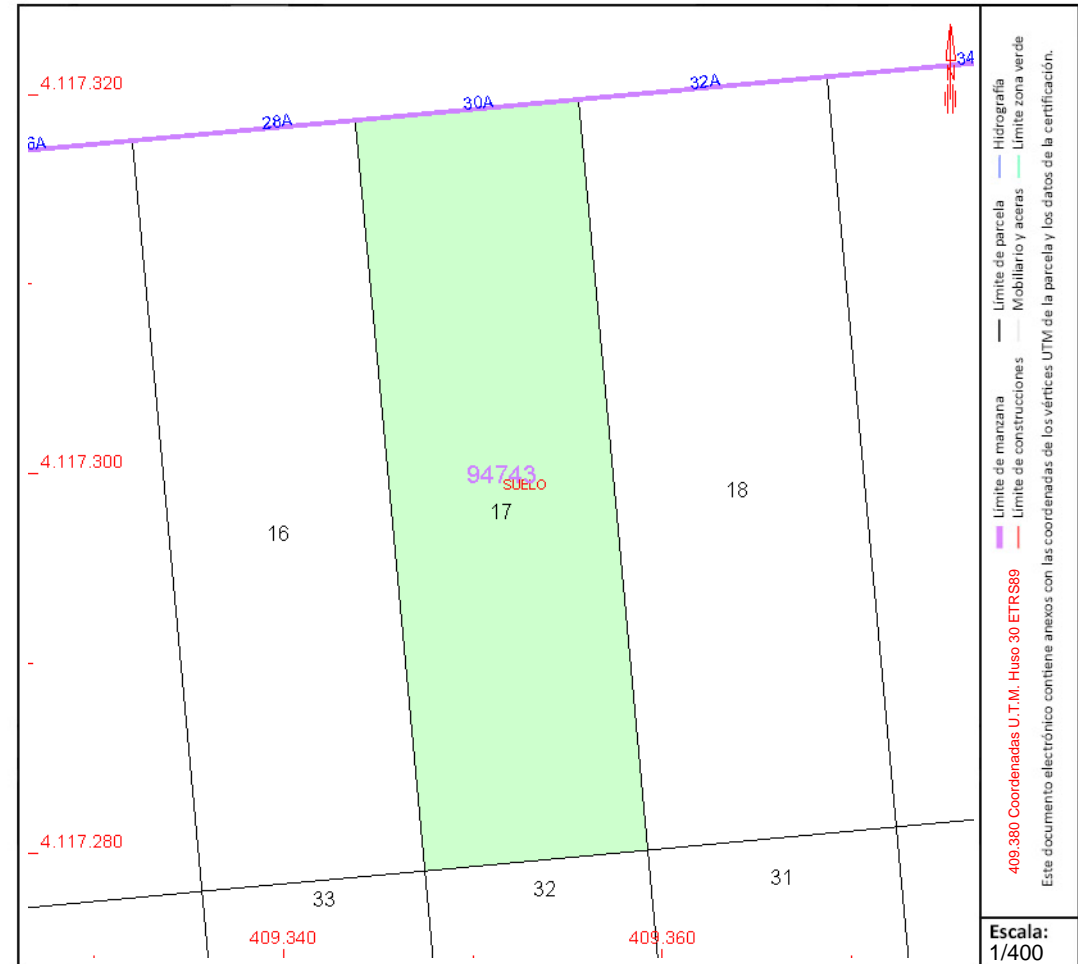 4.117.320
6A
28A
30A
32A
34
4.117.300
94743
SUELO
17
16
18
4.117.280
33
32
31
409.340
409.360
N
409.380 Coordenadas U.T.M. Huso 30 ETRS89
Límite de manzana
Límite de parcela
Hidrografía
Límite de construcciones
Mobiliario y aceras
Límite zona verde
Este documento electrónico contiene anexos con las coordenadas de los vértices UTM de la parcela y los datos de la certificación.
Escala:
1/400